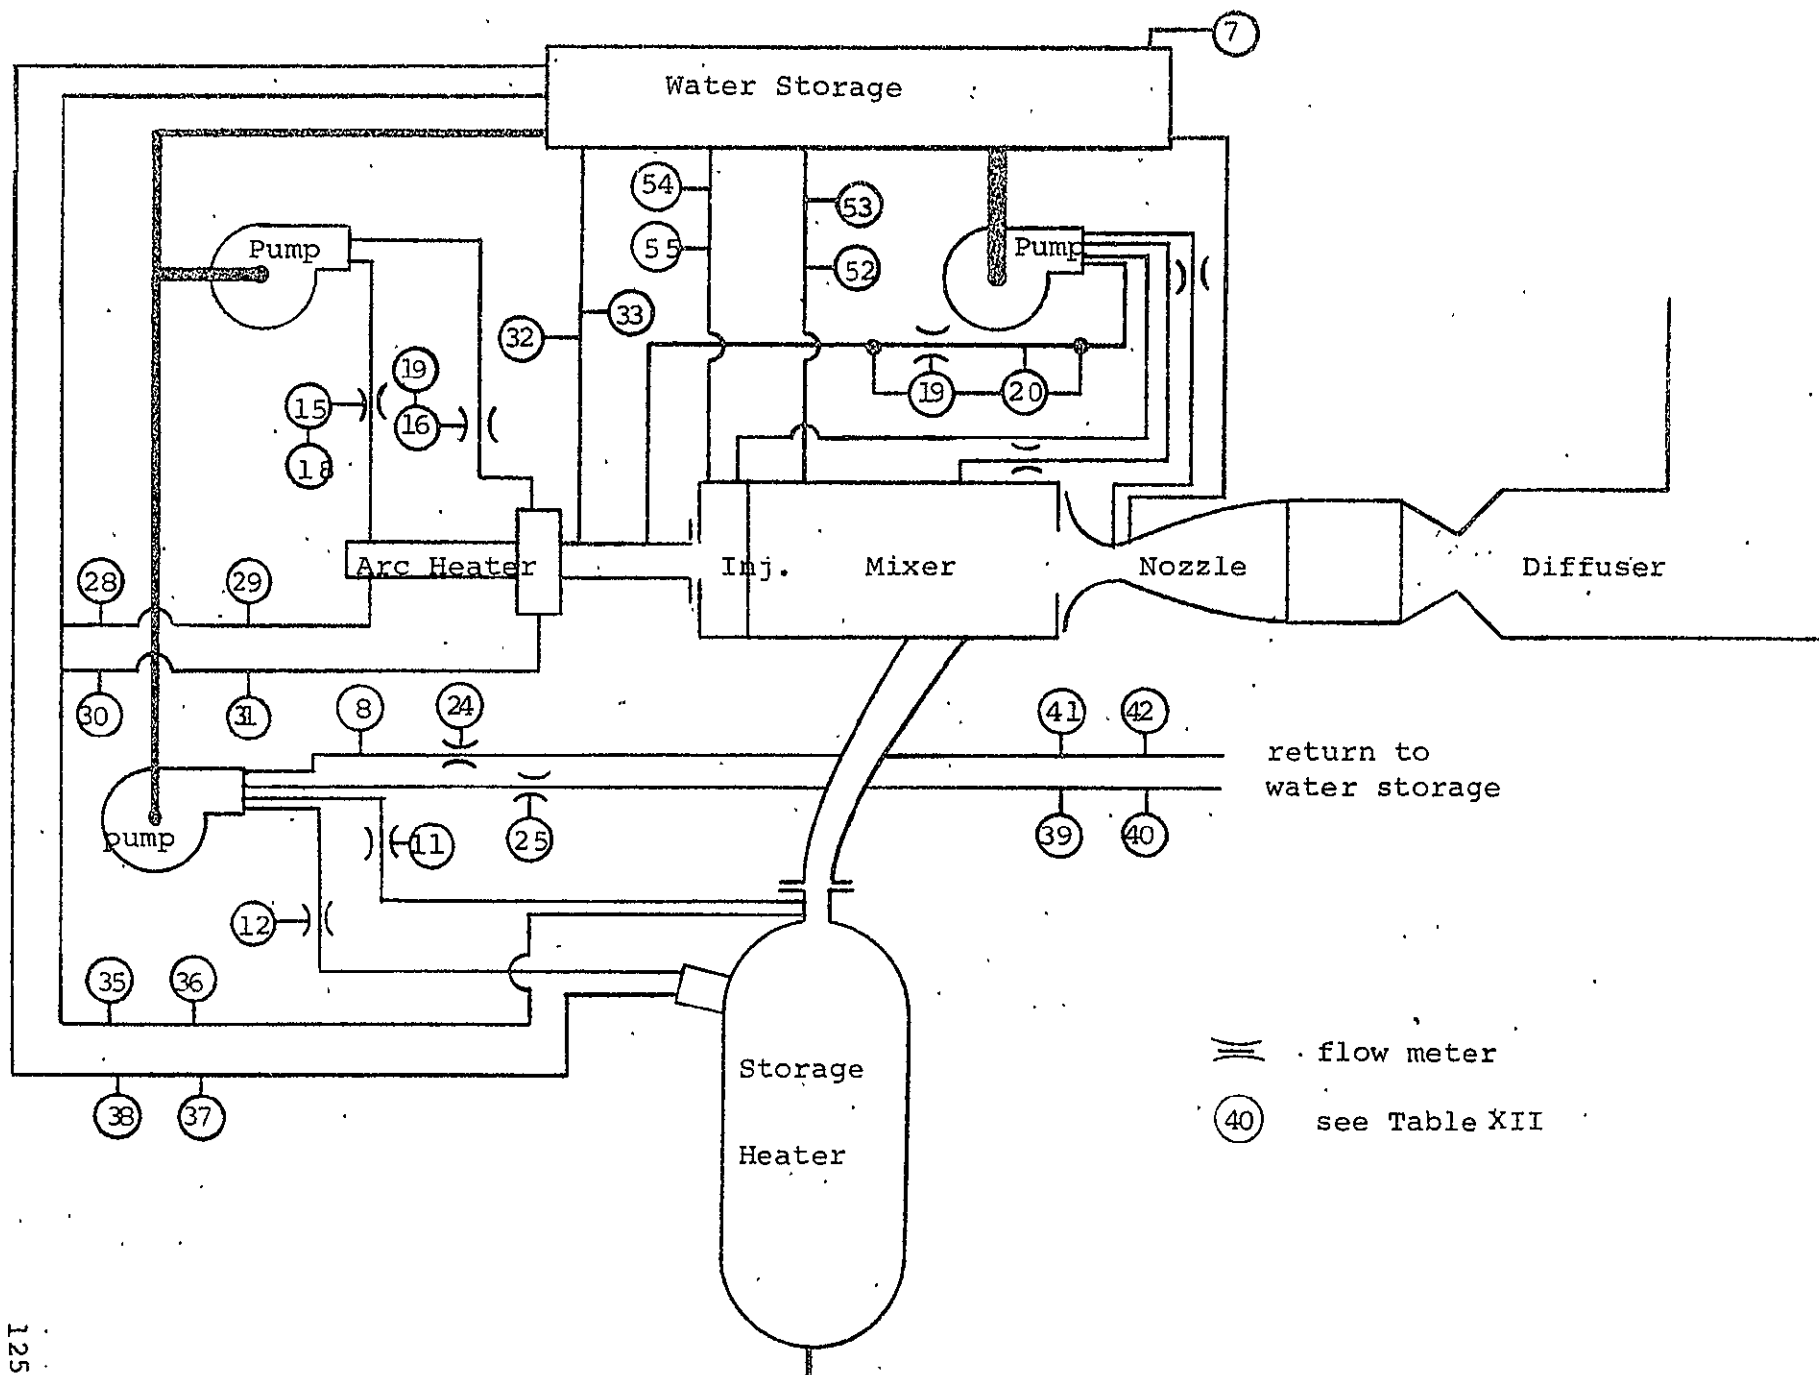 7
Water Storage
54
53
Pump
55
Pump
52
33
32
19
15
16
19
20
18
Arc Heater
Inj.
Mixer
Nozzle
Diffuser
28
29
30
31
8
24
41
42
return to
water storage
pump
11
25
39
40
12
35
36
Storage
Heater
38
37
flow meter
40
see Table XII
125